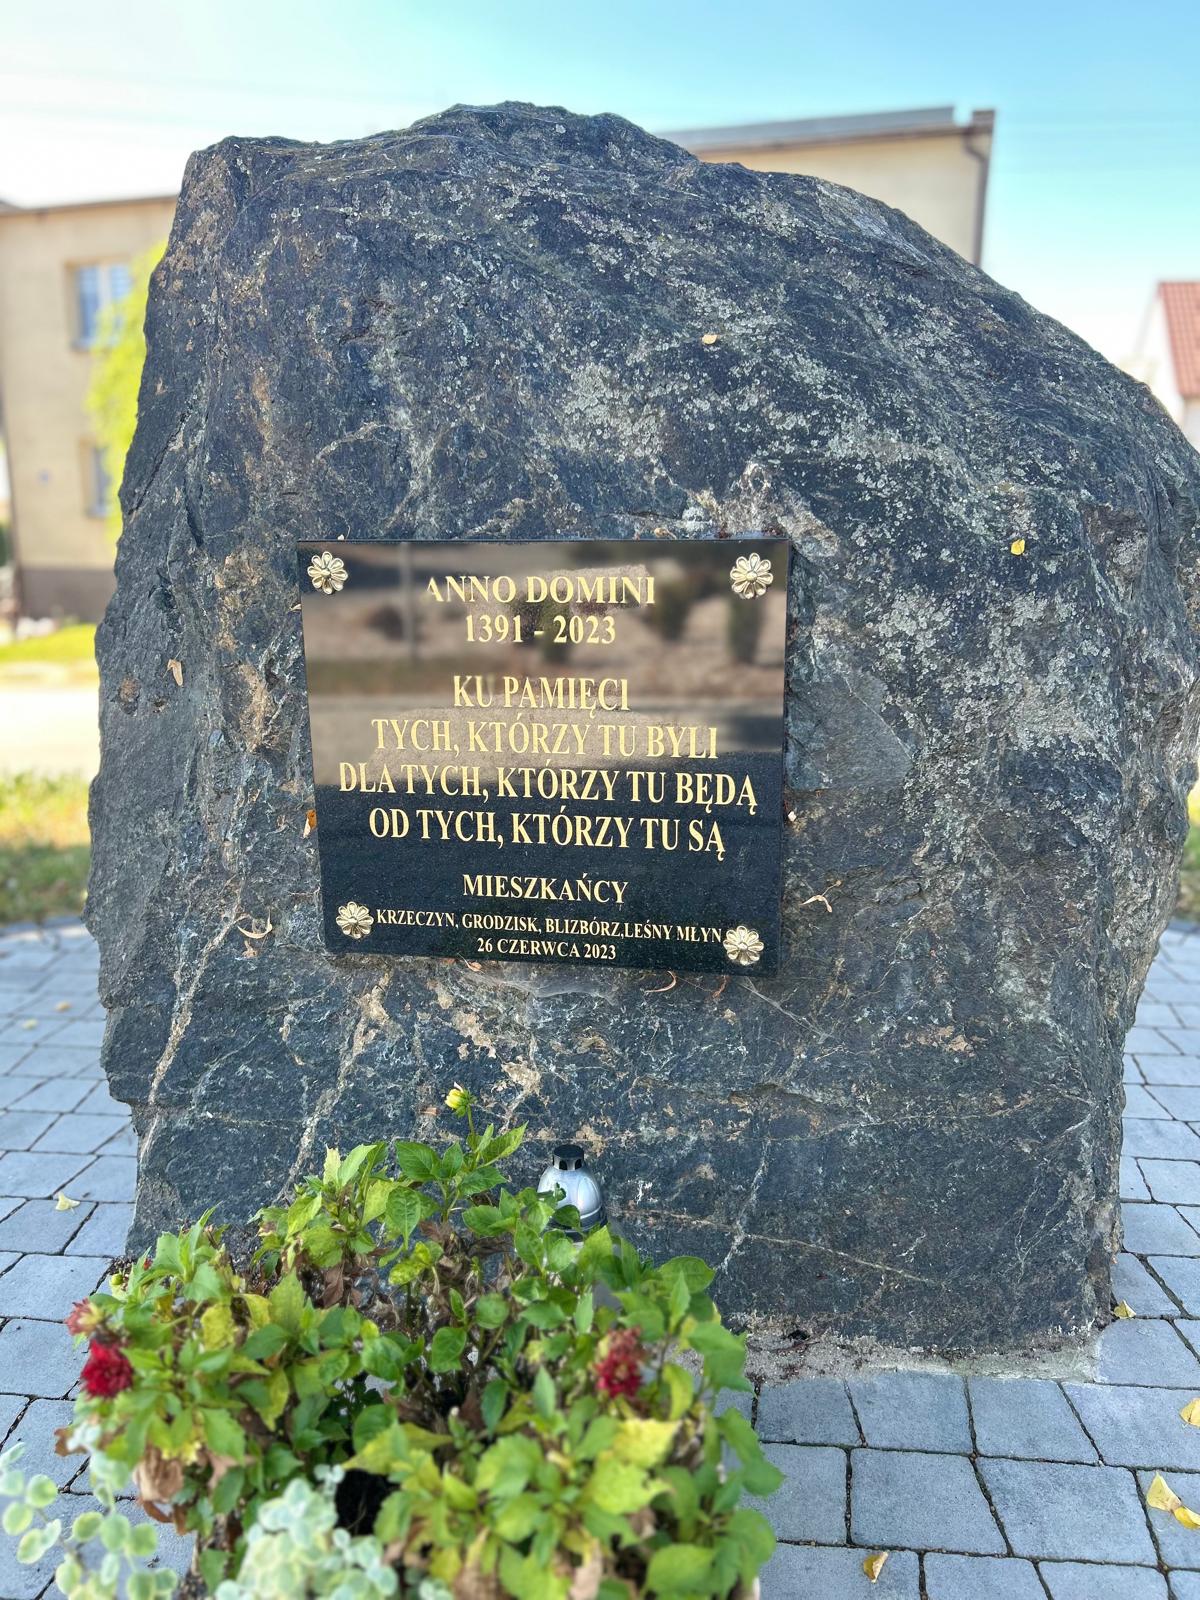 ANNO DOMINI
1391 - 2023
KU PAMIĘCI
TYCH, KTÓRZY TU BYLI
DLA TYCH, KTÓRZY TU BĘDĄ
OD TYCH, KTÓRZY TU SĄ
MIESZKAŃCY
KRZECZYN, GRODZISK, BLIZBÓRZ,LEŚNY MŁYN
26 CZERWCA 2023